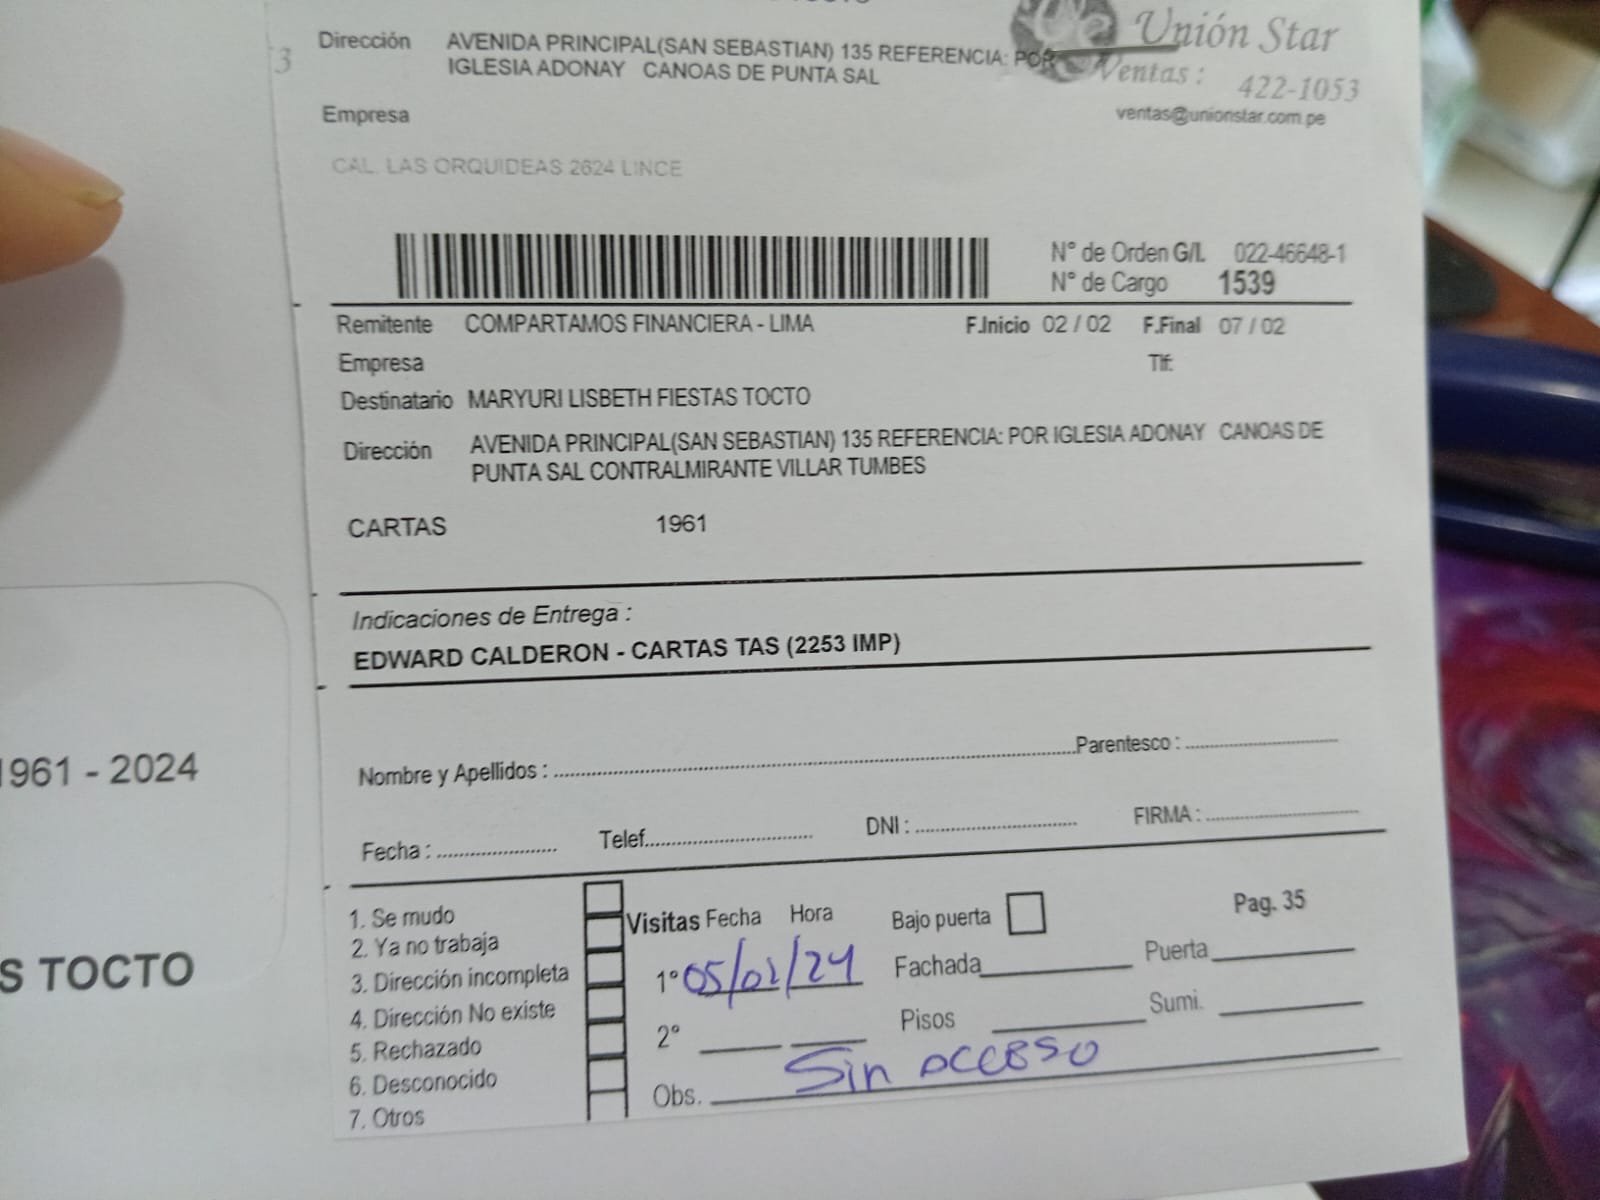 3
Dirección AVENIDA PRINCIPAL(SAN SEBASTIAN) 135 REFERENCIA: POR
IGLESIA ADONAY CANOAS DE PUNTA SAL
Unión Star
Ventas : 422-1053
ventas@unionstar.com.pe
Empresa
CAL. LAS ORQUIDEAS 2624 LINCE
N° de Orden G/L 022-46648-1
N° de Cargo 1539
Remitente COMPARTAMOS FINANCIERA - LIMA F.Inicio 02 / 02 F.Final 07 / 02
Empresa Tlf:
Destinatario MARYURI LISBETH FIESTAS TOCTO
Dirección AVENIDA PRINCIPAL(SAN SEBASTIAN) 135 REFERENCIA: POR IGLESIA ADONAY CANOAS DE
PUNTA SAL CONTRALMIRANTE VILLAR TUMBES
CARTAS 1961
Indicaciones de Entrega :
EDWARD CALDERON - CARTAS TAS (2253 IMP)
1961 - 2024
S TOCTO
Nombre y Apellidos : Parentesco :
Fecha : Telef. DNI : FIRMA :
1. Se mudo
2. Ya no trabaja
3. Dirección incompleta
4. Dirección No existe
5. Rechazado
6. Desconocido
7. Otros
Visitas Fecha Hora
1° 05/02/24
2°
Obs. Sin acceso
Bajo puerta Pag. 35
Fachada Puerta
Pisos Sumi.